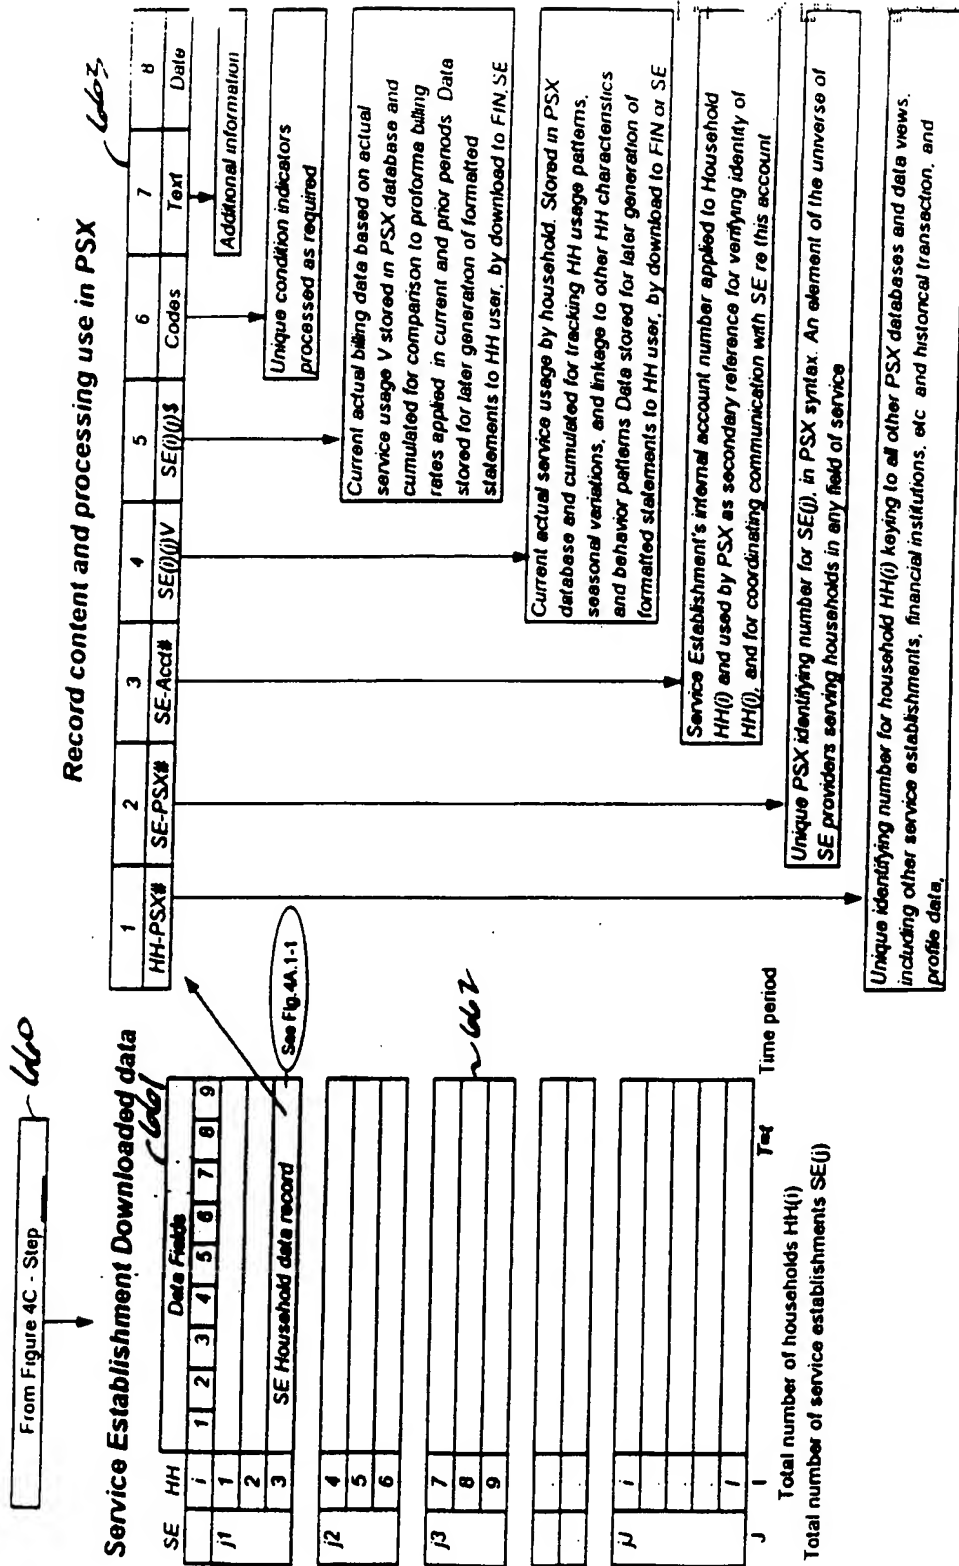 From Figure 4C - Step
660
Service Establishment Downloaded data
661
SE HH Data Fields
i 1 2 3 4 5 6 7 8 9
j1 1
2
3 SE Household data record
See Fig.4A.1-1
j2 4
5
6
j3 7
8
9
662
jJ i
I
J I T=t Time period
Total number of households HH(i)
Total number of service establishments SE(j)
Record content and processing use in PSX
663
1 2 3 4 5 6 7 8
HH-PSX# SE-PSX# SE-Acct# SE(i)(j)V SE(i)(j)$ Codes Text Date
Additional information
Unique condition indicators
processed as required
Current actual billing data based on actual
service usage V stored in PSX database and
cumulated for comparison to proforma billing
rates applied in current and prior periods Data
stored for later generation of formatted
statements to HH user, by download to FIN,SE
Current actual service usage by household. Stored in PSX
database and cumulated for tracking HH usage patterns,
seasonal variations, and linkage to other HH characteristics
and behavior patterns Data stored for later generation of
formatted statements to HH user, by download to FIN or SE
Service Establishment's internal account number applied to Household
HH(i) and used by PSX as secondary reference for verifying identity of
HH(i), and for coordinating communication with SE re this account
Unique PSX identifying number for SE(j), in PSX syntax. An element of the universe of
SE providers serving households in any field of service
Unique identifying number for household HH(i) keying to all other PSX databases and data views.
including other service establishments, financial institutions, etc and historical transaction, and
profile data,